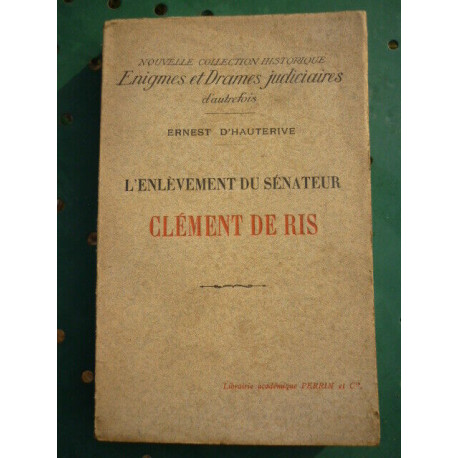 NOUVELLE COLLECTION HISTORIQUE
Enigmes et Drames judiciaires
d'autrefois
ERNEST D'HAUTERIVE
L'ENLÈVEMENT DU SÉNATEUR
CLÉMENT DE RIS
Librairie académique PERRIN et Cie.